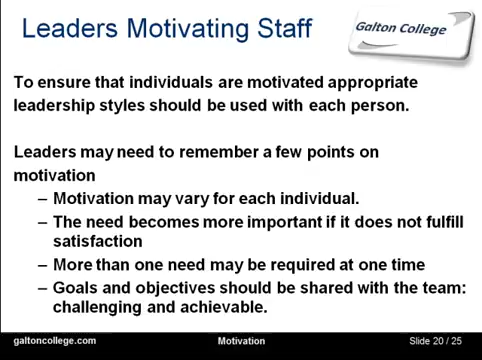 Leaders Motivating Staff
Galton College
To ensure that individuals are motivated appropriate
leadership styles should be used with each person.
Leaders may need to remember a few points on
motivation
– Motivation may vary for each individual.
– The need becomes more important if it does not fulfill
satisfaction
– More than one need may be required at one time
– Goals and objectives should be shared with the team:
challenging and achievable.
galtoncollege.com
Motivation
Slide 20 / 25